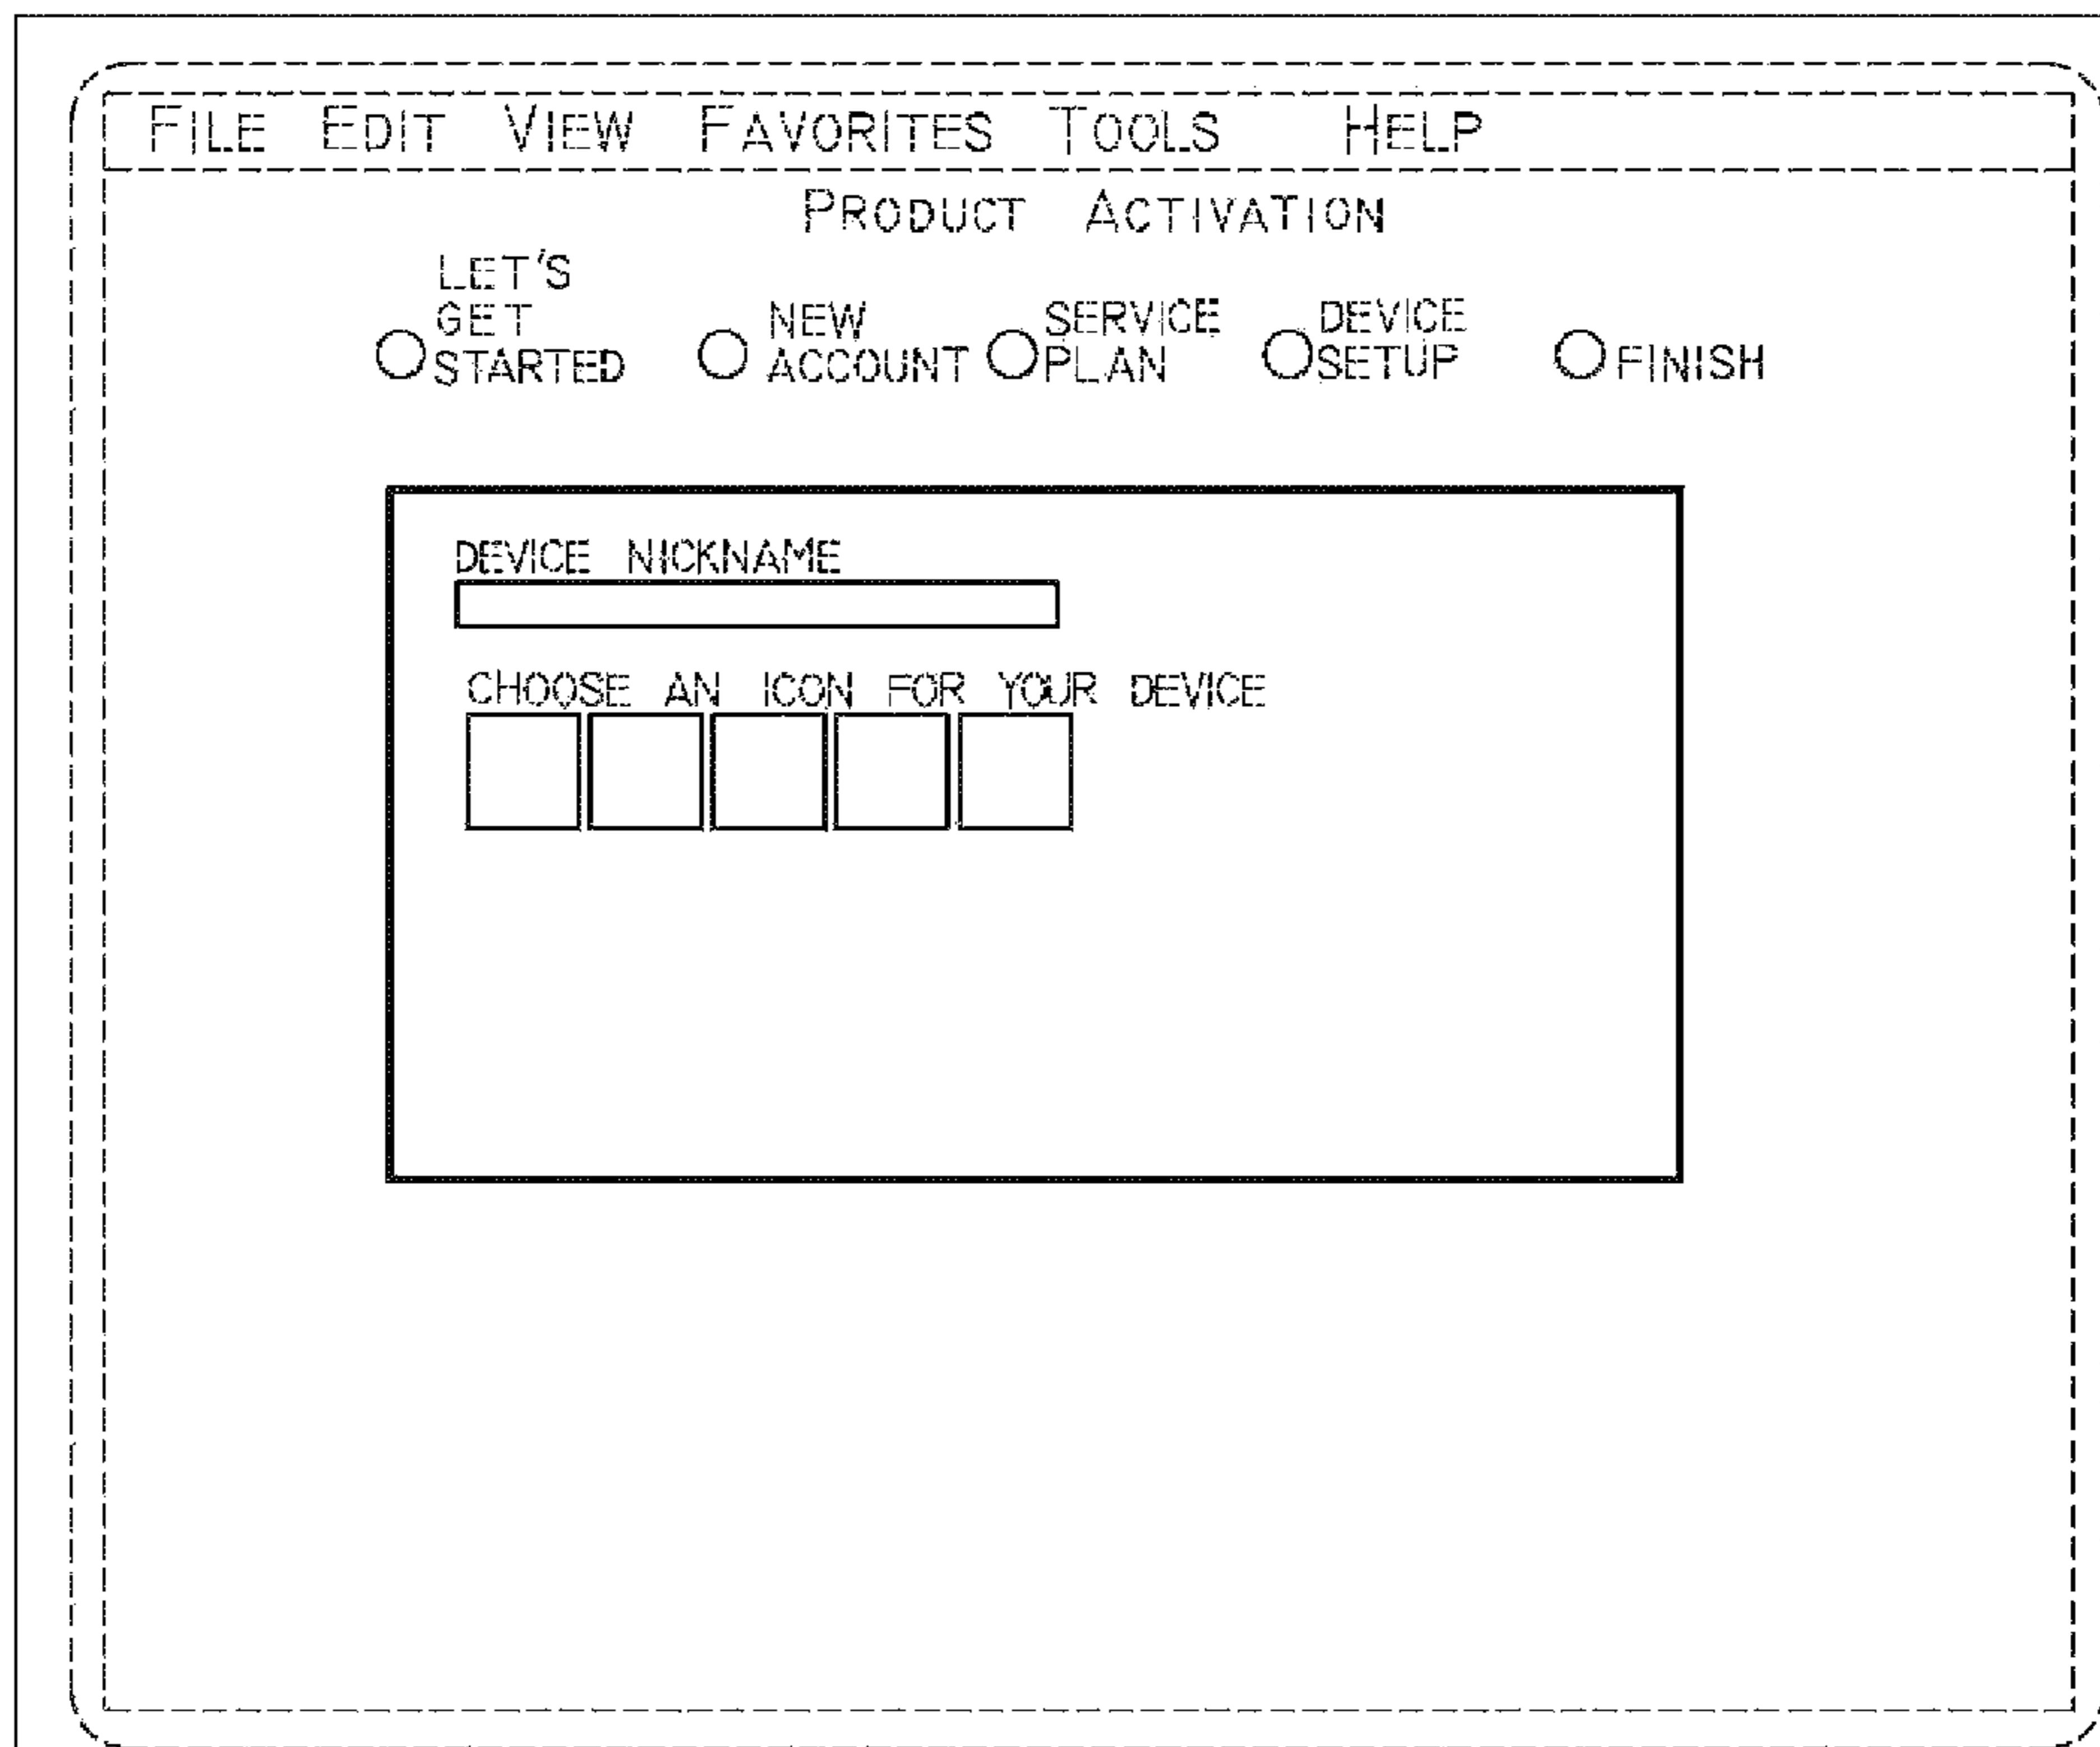 FILE EDIT VIEW FAVORITES TOOLS HELP
PRODUCT ACTIVATION
LET'S
GET
STARTED
NEW
ACCOUNT
SERVICE
PLAN
DEVICE
SETUP
FINISH
DEVICE NICKNAME
CHOOSE AN ICON FOR YOUR DEVICE